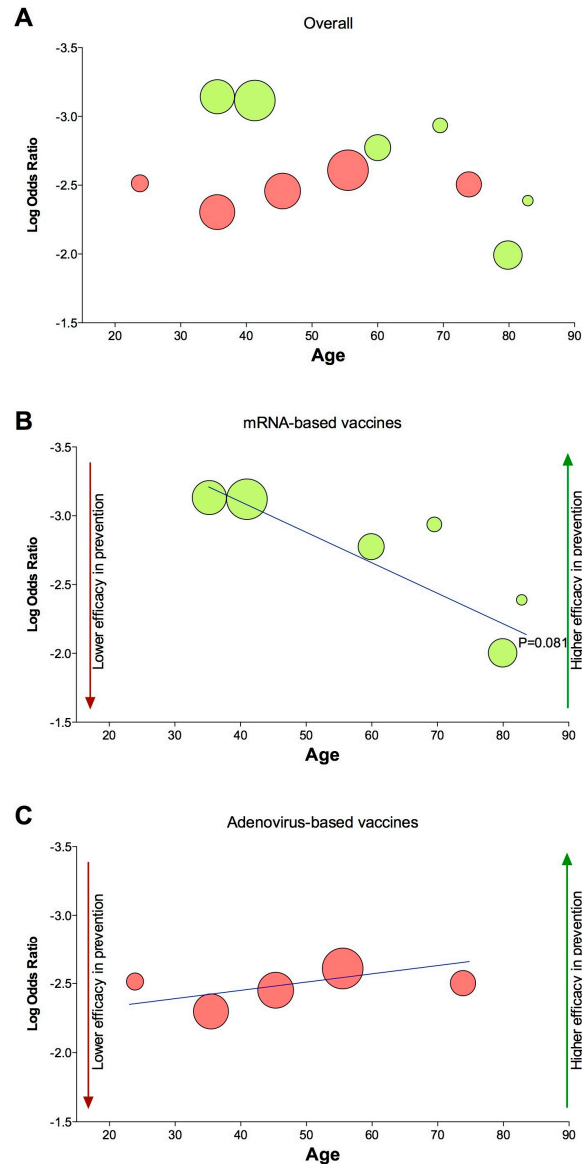 A
Overall
-3.5
-3.0
-2.5
-2.0
-1.5
Log Odds Ratio
20 30 40 50 60 70 80 90
Age
B
mRNA-based vaccines
-3.5
-3.0
-2.5
-2.0
-1.5
Log Odds Ratio
Lower efficacy in prevention
P=0.081
Higher efficacy in prevention
20 30 40 50 60 70 80 90
Age
C
Adenovirus-based vaccines
-3.5
-3.0
-2.5
-2.0
-1.5
Log Odds Ratio
Lower efficacy in prevention
Higher efficacy in prevention
20 30 40 50 60 70 80 90
Age